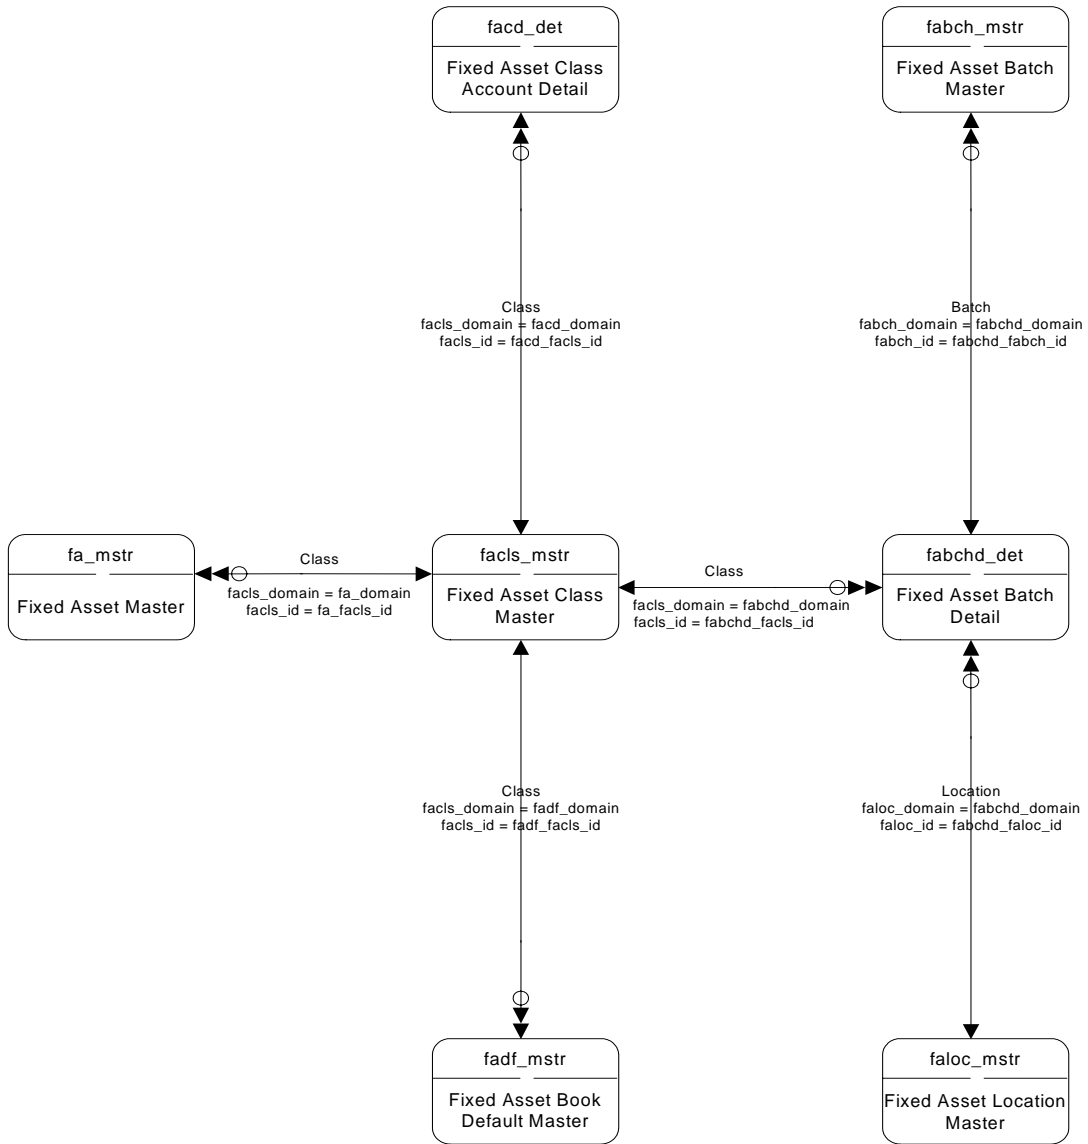 facd_det
Fixed Asset Class
Account Detail
fabch_mstr
Fixed Asset Batch
Master
Class
facls_domain = facd_domain
facls_id = facd_facls_id
Batch
fabch_domain = fabchd_domain
fabch_id = fabchd_fabch_id
fa_mstr
Fixed Asset Master
Class
facls_domain = fa_domain
facls_id = fa_facls_id
facls_mstr
Fixed Asset Class
Master
Class
facls_domain = fabchd_domain
facls_id = fabchd_facls_id
fabchd_det
Fixed Asset Batch
Detail
Class
facls_domain = fadf_domain
facls_id = fadf_facls_id
Location
faloc_domain = fabchd_domain
faloc_id = fabchd_faloc_id
fadf_mstr
Fixed Asset Book
Default Master
faloc_mstr
Fixed Asset Location
Master